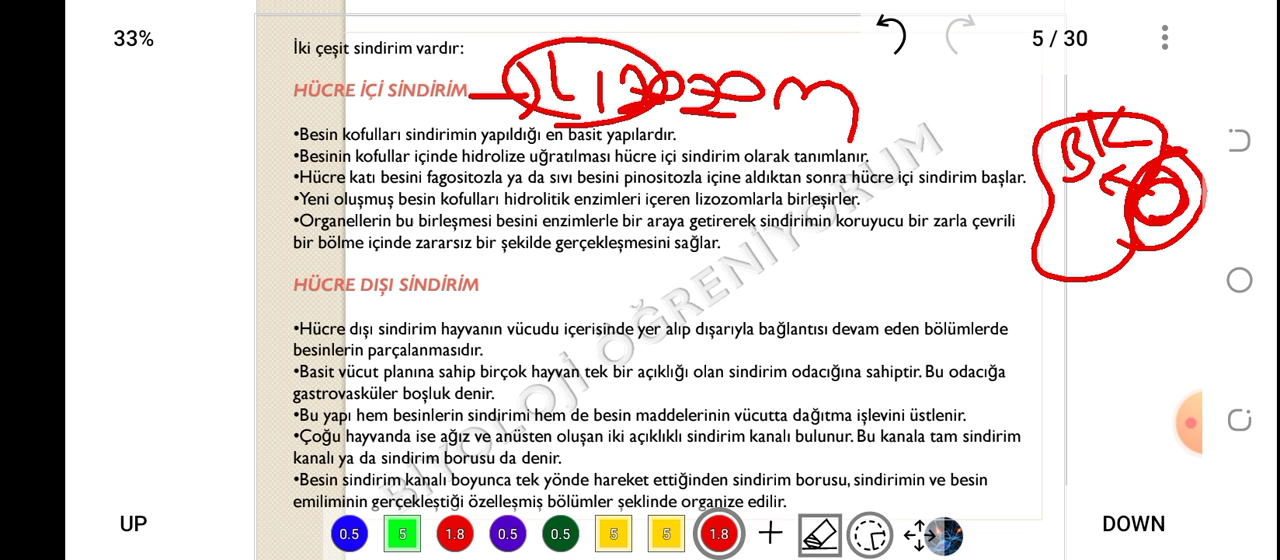 33%
5 / 30
İki çeşit sindirim vardır:
HÜCRE İÇİ SİNDİRİM
Lizozom
•Besin kofulları sindirimin yapıldığı en basit yapılardır.
•Besinin kofullar içinde hidrolize uğratılması hücre içi sindirim olarak tanımlanır.
•Hücre katı besini fagositozla ya da sıvı besini pinositozla içine aldıktan sonra hücre içi sindirim başlar.
•Yeni oluşmuş besin kofulları hidrolitik enzimleri içeren lizozomlarla birleşirler.
•Organellerin bu birleşmesi besini enzimlerle bir araya getirerek sindirimin koruyucu bir zarla çevrili
bir bölme içinde zararsız bir şekilde gerçekleşmesini sağlar.
BK
HÜCRE DIŞI SİNDİRİM
•Hücre dışı sindirim hayvanın vücudu içerisinde yer alıp dışarıyla bağlantısı devam eden bölümlerde
besinlerin parçalanmasıdır.
•Basit vücut planına sahip birçok hayvan tek bir açıklığı olan sindirim odacığına sahiptir. Bu odacığa
gastrovasküler boşluk denir.
•Bu yapı hem besinlerin sindirimi hem de besin maddelerinin vücutta dağıtma işlevini üstlenir.
•Çoğu hayvanda ise ağız ve anüsten oluşan iki açıklıklı sindirim kanalı bulunur. Bu kanala tam sindirim
kanalı ya da sindirim borusu da denir.
•Besin sindirim kanalı boyunca tek yönde hareket ettiğinden sindirim borusu, sindirimin ve besin
emiliminin gerçekleştiği özelleşmiş bölümler şeklinde organize edilir.
BİYOLOJİ ÖĞRENİYORUM
UP
0.5 5 1.8 0.5 0.5 5 5 1.8
DOWN